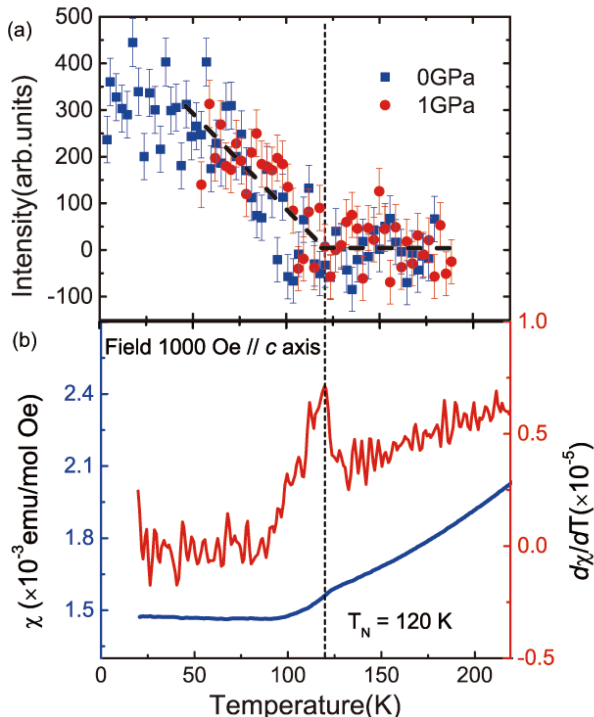 (a)
500
400
300
200
100
0
-100
Intensity(arb.units)
0GPa
1GPa
(b)
Field 1000 Oe // c axis
2.4
2.1
1.8
1.5
χ (×10⁻³emu/mol Oe)
1.0
0.5
0.0
-0.5
dχ/dT(×10⁻⁵)
T_N = 120 K
0 50 100 150 200
Temperature(K)